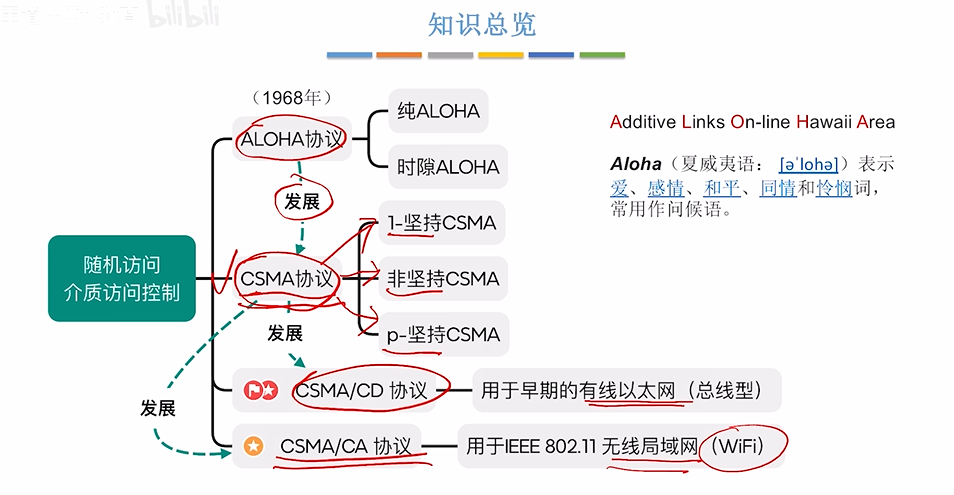 bilibili
知识总览
（1968年）
ALOHA协议
纯ALOHA
时隙ALOHA
发展
Additive Links On-line Hawaii Area
Aloha（夏威夷语： [əˈlohə]）表示
爱、感情、和平、同情和怜悯词，
常用作问候语。
随机访问
介质访问控制
CSMA协议
1-坚持CSMA
非坚持CSMA
p-坚持CSMA
发展
发展
CSMA/CD 协议
用于早期的有线以太网（总线型）
CSMA/CA 协议
用于IEEE 802.11 无线局域网（WiFi）